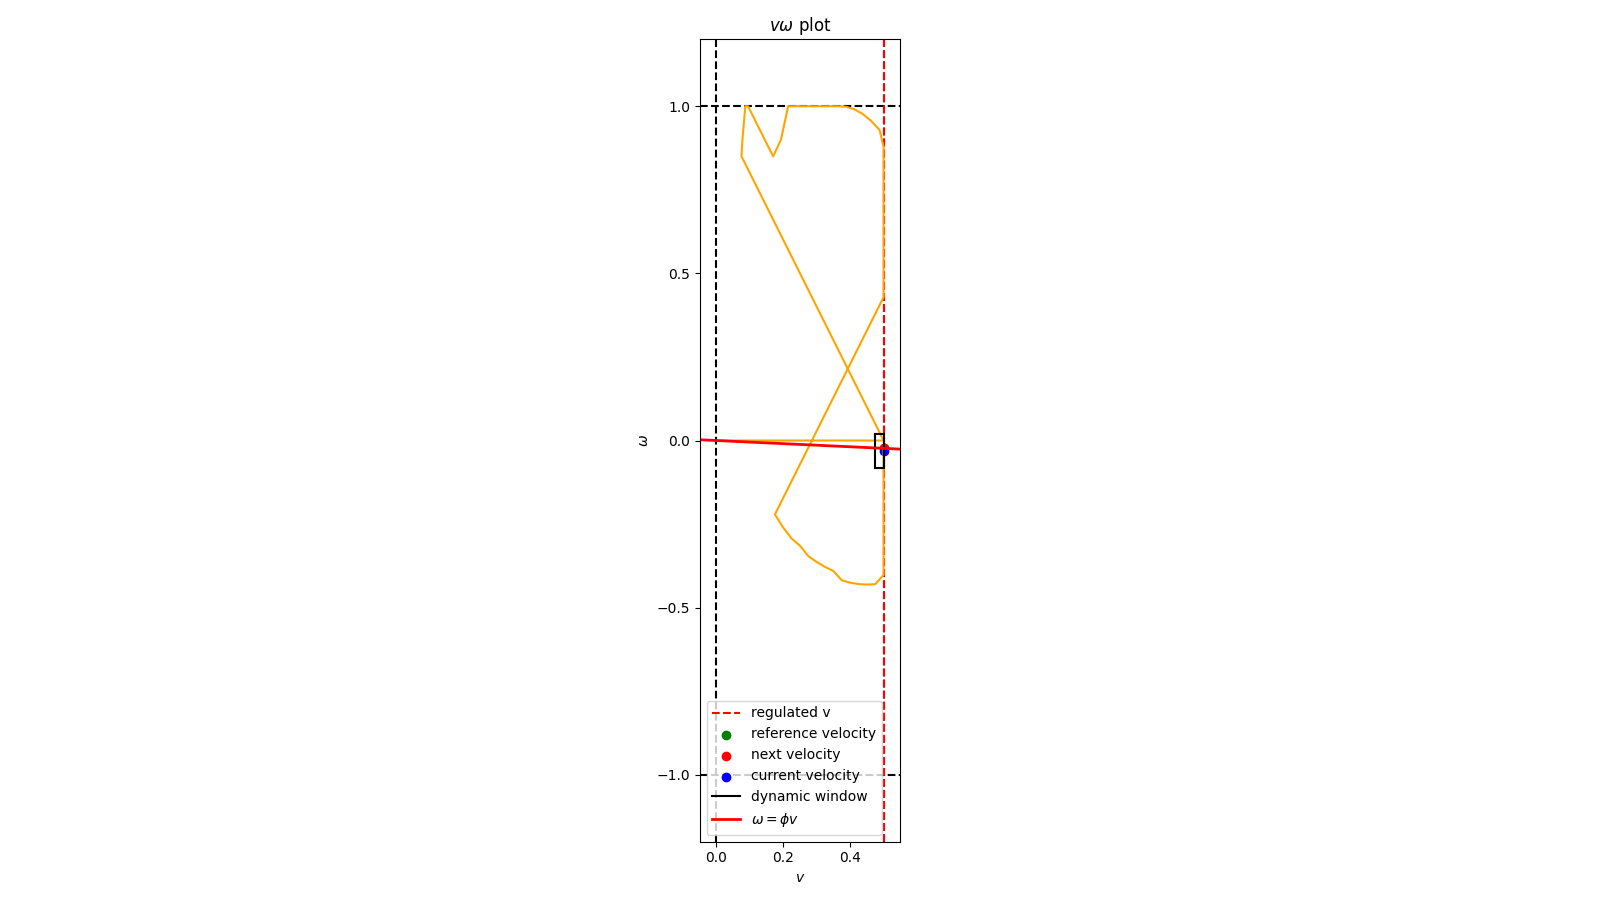 vω plot
1.0
0.5
0.0
−0.5
−1.0
ω
regulated v
reference velocity
next velocity
current velocity
dynamic window
ω = ϕv
0.0 0.2 0.4
v